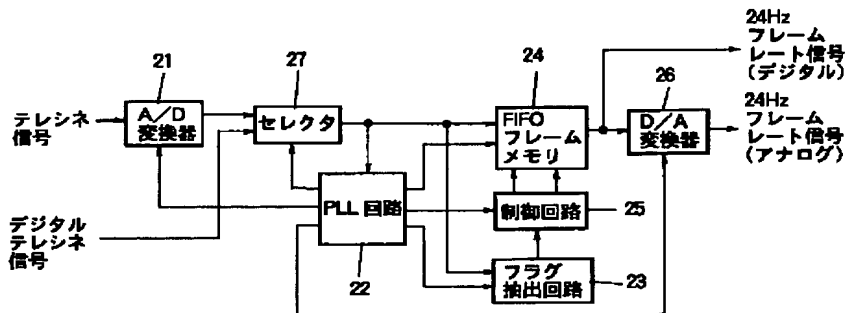 24Hz
フレーム
レート信号
(デジタル)
21
27
24
26
24Hz
フレーム
レート信号
(アナログ)
テレシネ
信号
A/D
変換器
セレクタ
FIFO
フレーム
メモリ
D/A
変換器
PLL 回路
制御回路
25
デジタル
テレシネ
信号
22
フラグ
抽出回路
23